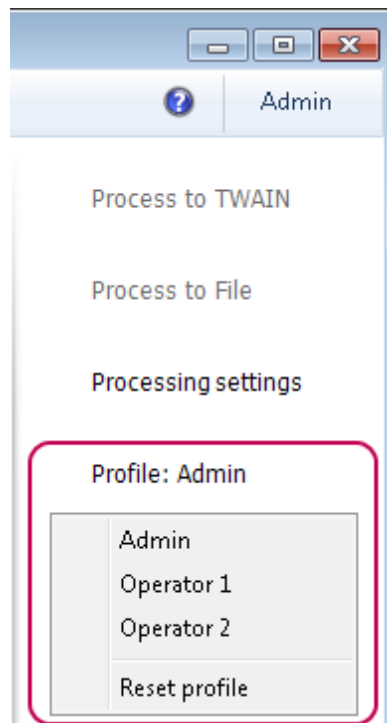 Admin
Process to TWAIN
Process to File
Processing settings
Profile: Admin
Admin
Operator 1
Operator 2
Reset profile